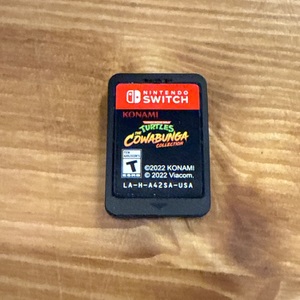 NINTENDO
SWITCH
KONAMI
TURTLES
THE
COWABUNGA
COLLECTION
T
©2022 KONAMI
© 2022 Viacom.
LA-H-A42SA-USA